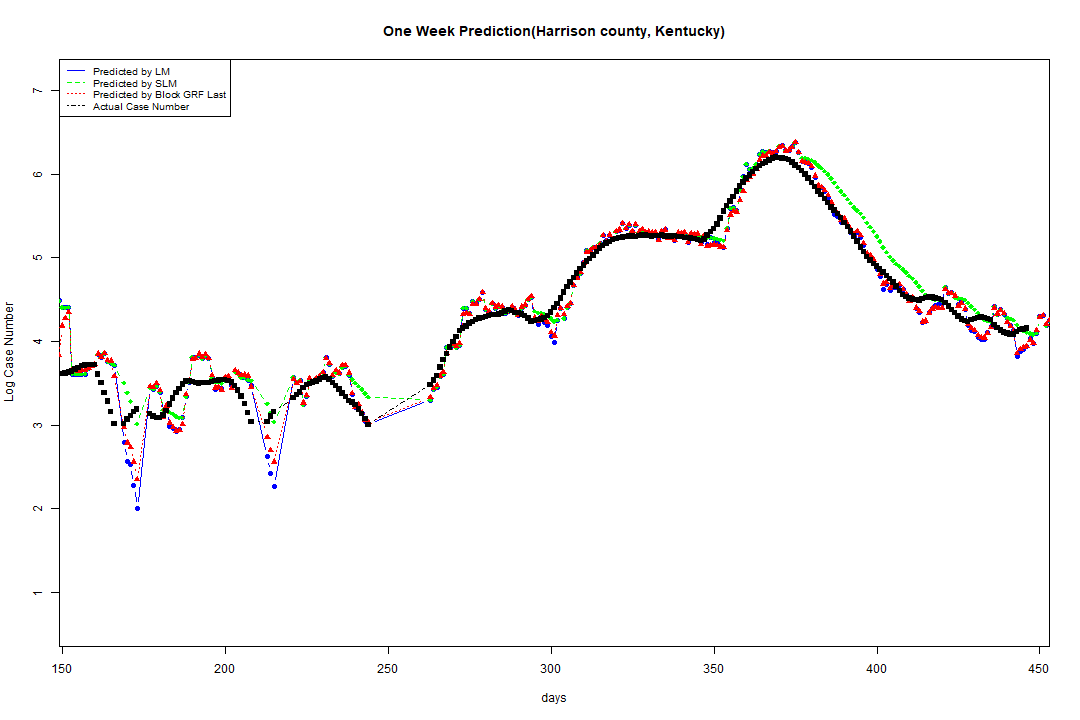 One Week Prediction(Harrison county, Kentucky)
Predicted by LM
Predicted by SLM
Predicted by Block GRF Last
Actual Case Number
7
6
5
4
3
2
1
Log Case Number
150 200 250 300 350 400 450
days